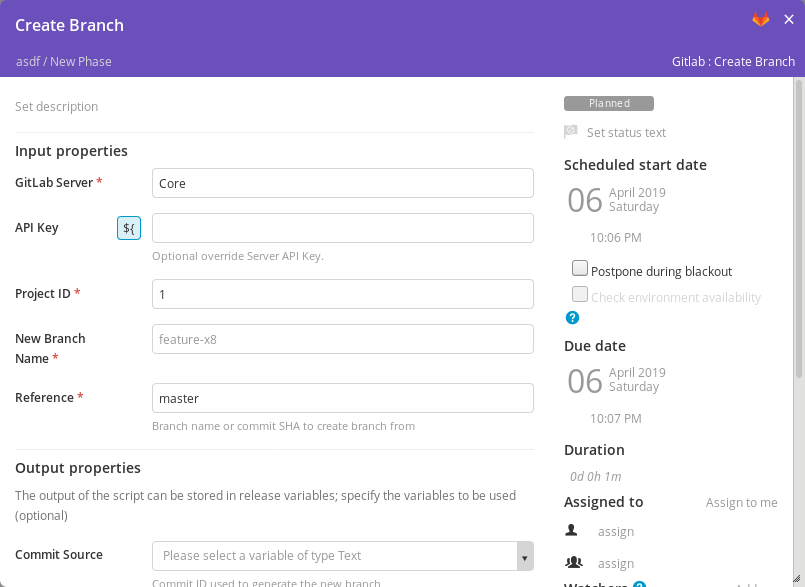 Create Branch
asdf / New Phase
Gitlab : Create Branch
Set description
Input properties
GitLab Server *
Core
API Key
${
Optional override Server API Key.
Project ID *
1
New Branch
Name *
feature-x8
Reference *
master
Branch name or commit SHA to create branch from
Output properties
The output of the script can be stored in release variables; specify the variables to be used
(optional)
Commit Source
Please select a variable of type Text
Commit ID used to generate the new branch
Planned
Set status text
Scheduled start date
06
April 2019
Saturday
10:06 PM
Postpone during blackout
Check environment availability
?
Due date
06
April 2019
Saturday
10:07 PM
Duration
0d 0h 1m
Assigned to
Assign to me
assign
assign
Watchers